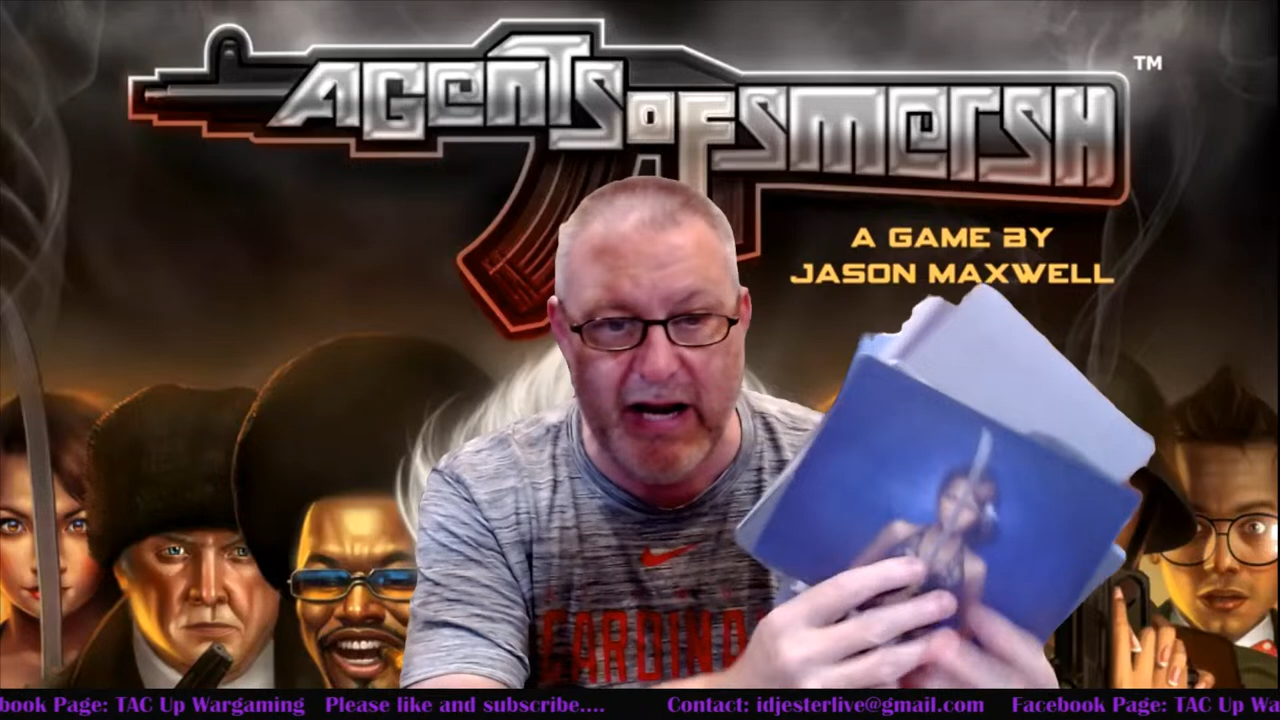 AGENTS OF SMERSH ™
A GAME BY
JASON MAXWELL
CARDINA
book Page: TAC Up Wargaming Please like and subscribe.... Contact: idjesterlive@gmail.com Facebook Page: TAC Up Wa